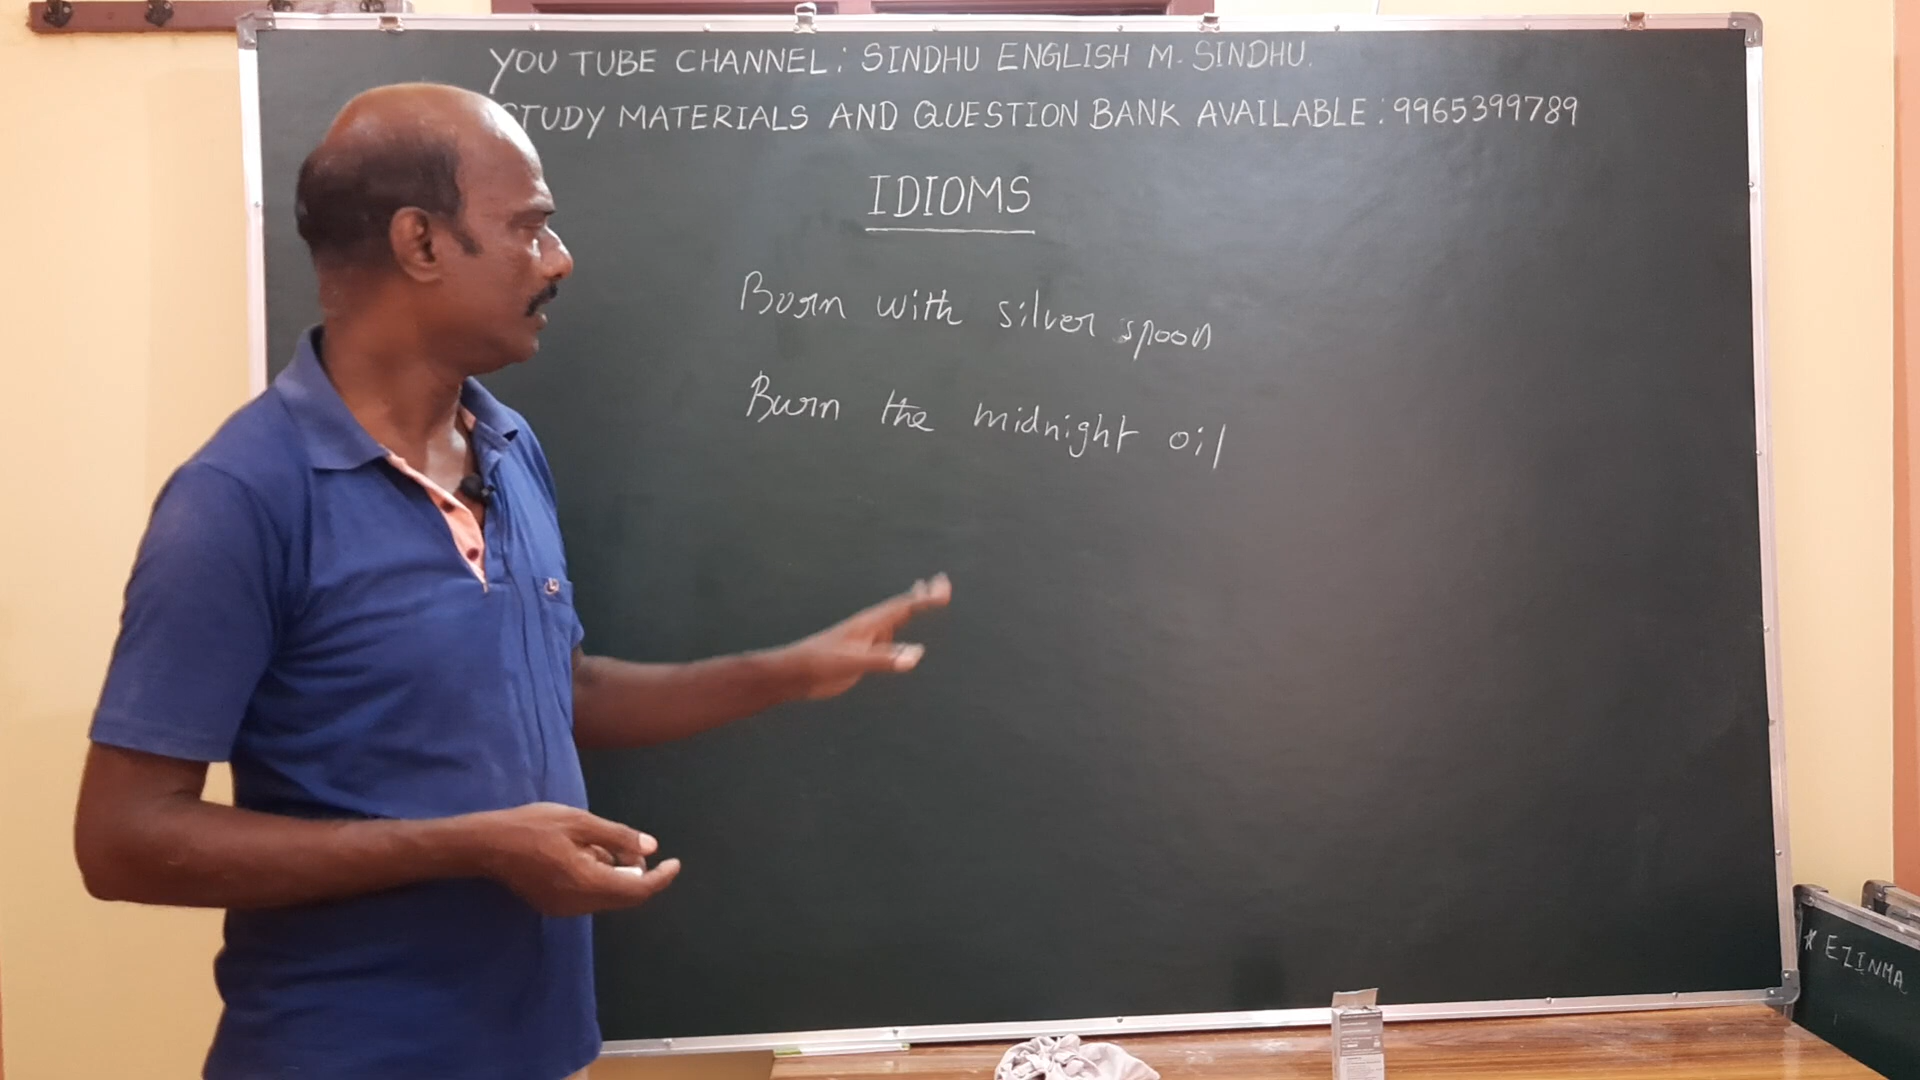 YOU TUBE CHANNEL: SINDHU ENGLISH M. SINDHU.
STUDY MATERIALS AND QUESTION BANK AVAILABLE: 9965399789
IDIOMS
Born with silver spoon
Burn the midnight oil
* EZINMA